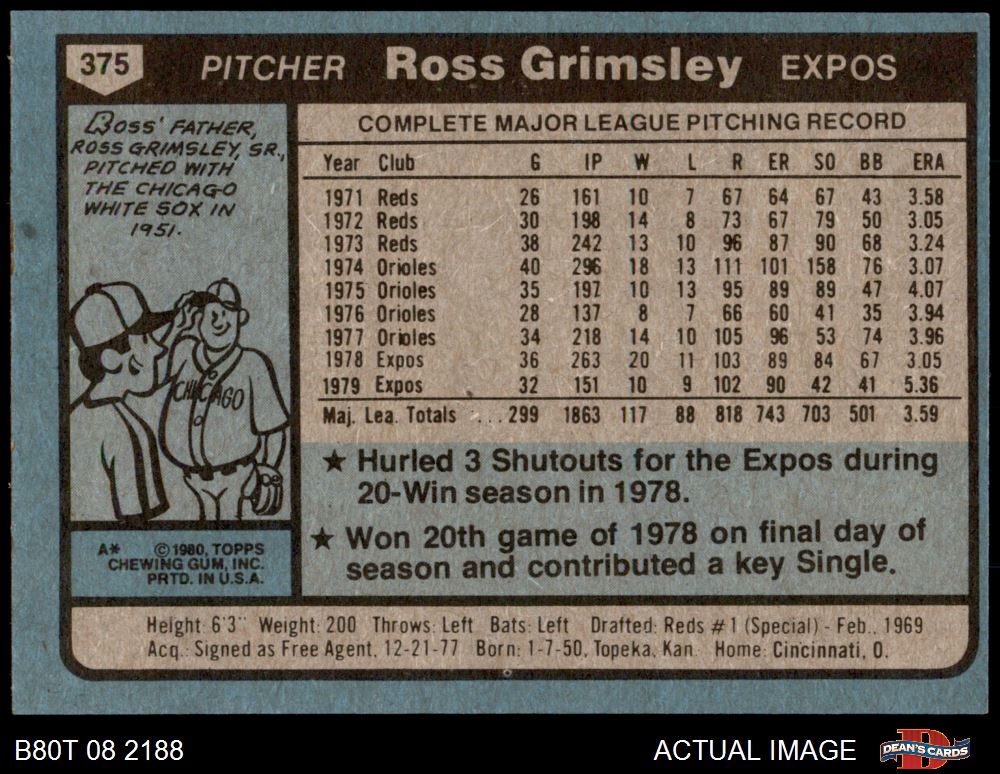 375 PITCHER Ross Grimsley EXPOS
ROSS' FATHER,
ROSS GRIMSLEY, SR.,
PITCHED WITH
THE CHICAGO
WHITE SOX IN
1951.
CHICAGO
A* © 1980, TOPPS
CHEWING GUM, INC.
PRTD. IN U.S.A.
COMPLETE MAJOR LEAGUE PITCHING RECORD
Year Club G IP W L R ER SO BB ERA
1971 Reds 26 161 10 7 67 64 67 43 3.58
1972 Reds 30 198 14 8 73 67 79 50 3.05
1973 Reds 38 242 13 10 96 87 90 68 3.24
1974 Orioles 40 296 18 13 111 101 158 76 3.07
1975 Orioles 35 197 10 13 95 89 89 47 4.07
1976 Orioles 28 137 8 7 66 60 41 35 3.94
1977 Orioles 34 218 14 10 105 96 53 74 3.96
1978 Expos 36 263 20 11 103 89 84 67 3.05
1979 Expos 32 151 10 9 102 90 42 41 5.36
Maj. Lea. Totals ... 299 1863 117 88 818 743 703 501 3.59
★ Hurled 3 Shutouts for the Expos during
20-Win season in 1978.
★ Won 20th game of 1978 on final day of
season and contributed a key Single.
Height: 6'3" Weight: 200 Throws: Left Bats: Left Drafted: Reds #1 (Special) - Feb., 1969
Acq.: Signed as Free Agent, 12-21-77 Born: 1-7-50, Topeka, Kan. Home: Cincinnati, O.
B80T 08 2188 ACTUAL IMAGE DEAN'S CARDS